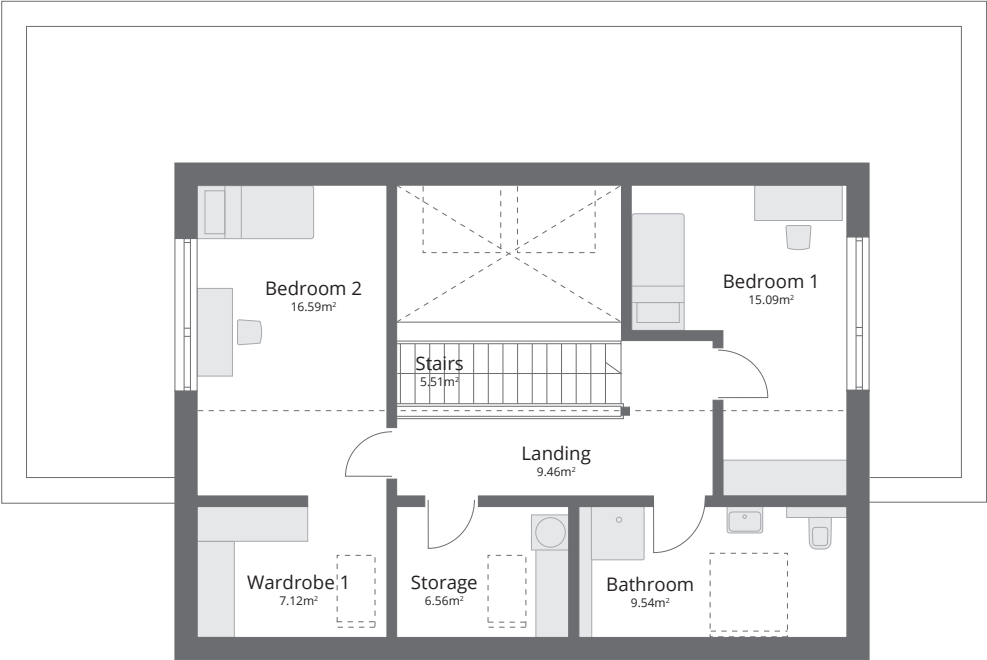 Bedroom 2
16.59m²
Bedroom 1
15.09m²
Stairs
5.51m²
Landing
9.46m²
Wardrobe 1
7.12m²
Storage
6.56m²
Bathroom
9.54m²